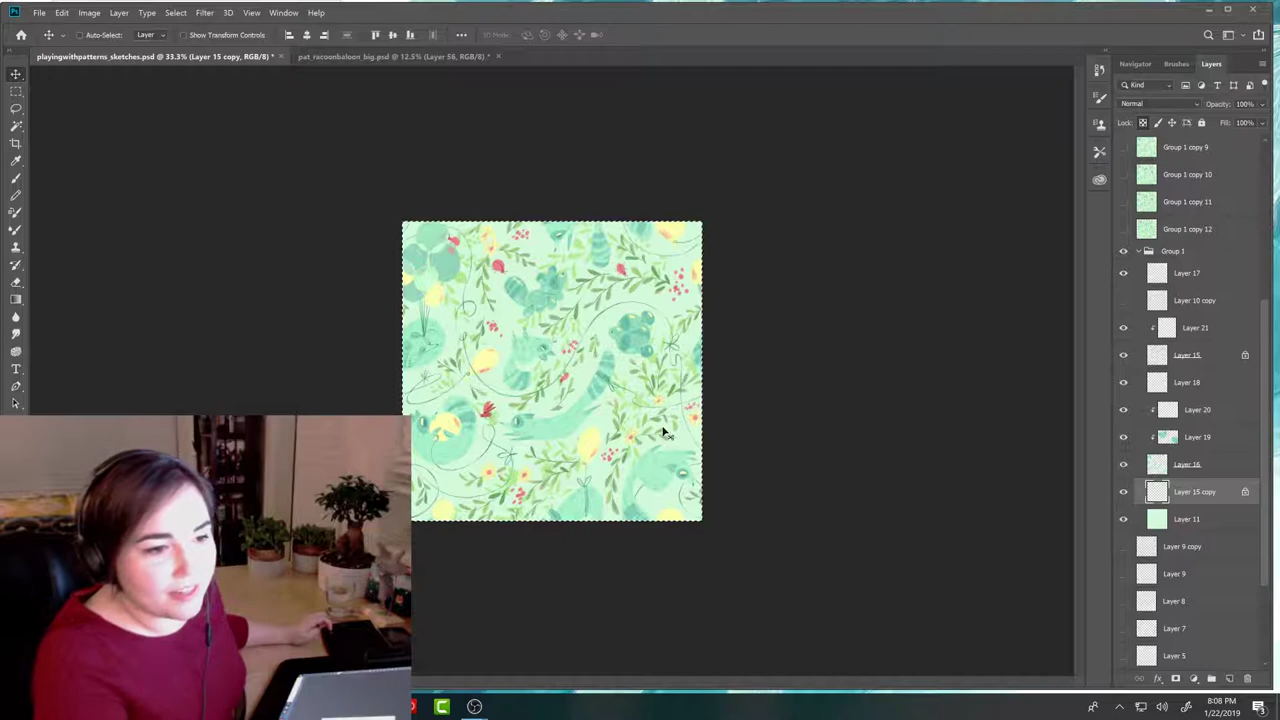 File Edit Image Layer Type Select Filter 3D View Window Help
Auto-Select: Layer Show Transform Controls 3D Mode:
playingwithpatterns_sketches.psd @ 33.3% (Layer 15 copy, RGB/8) * × pat_racoonbaloon_big.psd @ 12.5% (Layer 56, RGB/8) * ×
Navigator Brushes Layers
Kind
Normal Opacity: 100%
Lock: Fill: 100%
Group 1 copy 9
Group 1 copy 10
Group 1 copy 11
Group 1 copy 12
Group 1
Layer 17
Layer 10 copy
Layer 21
Layer 15
Layer 18
Layer 20
Layer 19
Layer 16
Layer 15 copy
Layer 11
Layer 9 copy
Layer 9
Layer 8
Layer 7
Layer 5
8:08 PM
1/22/2019